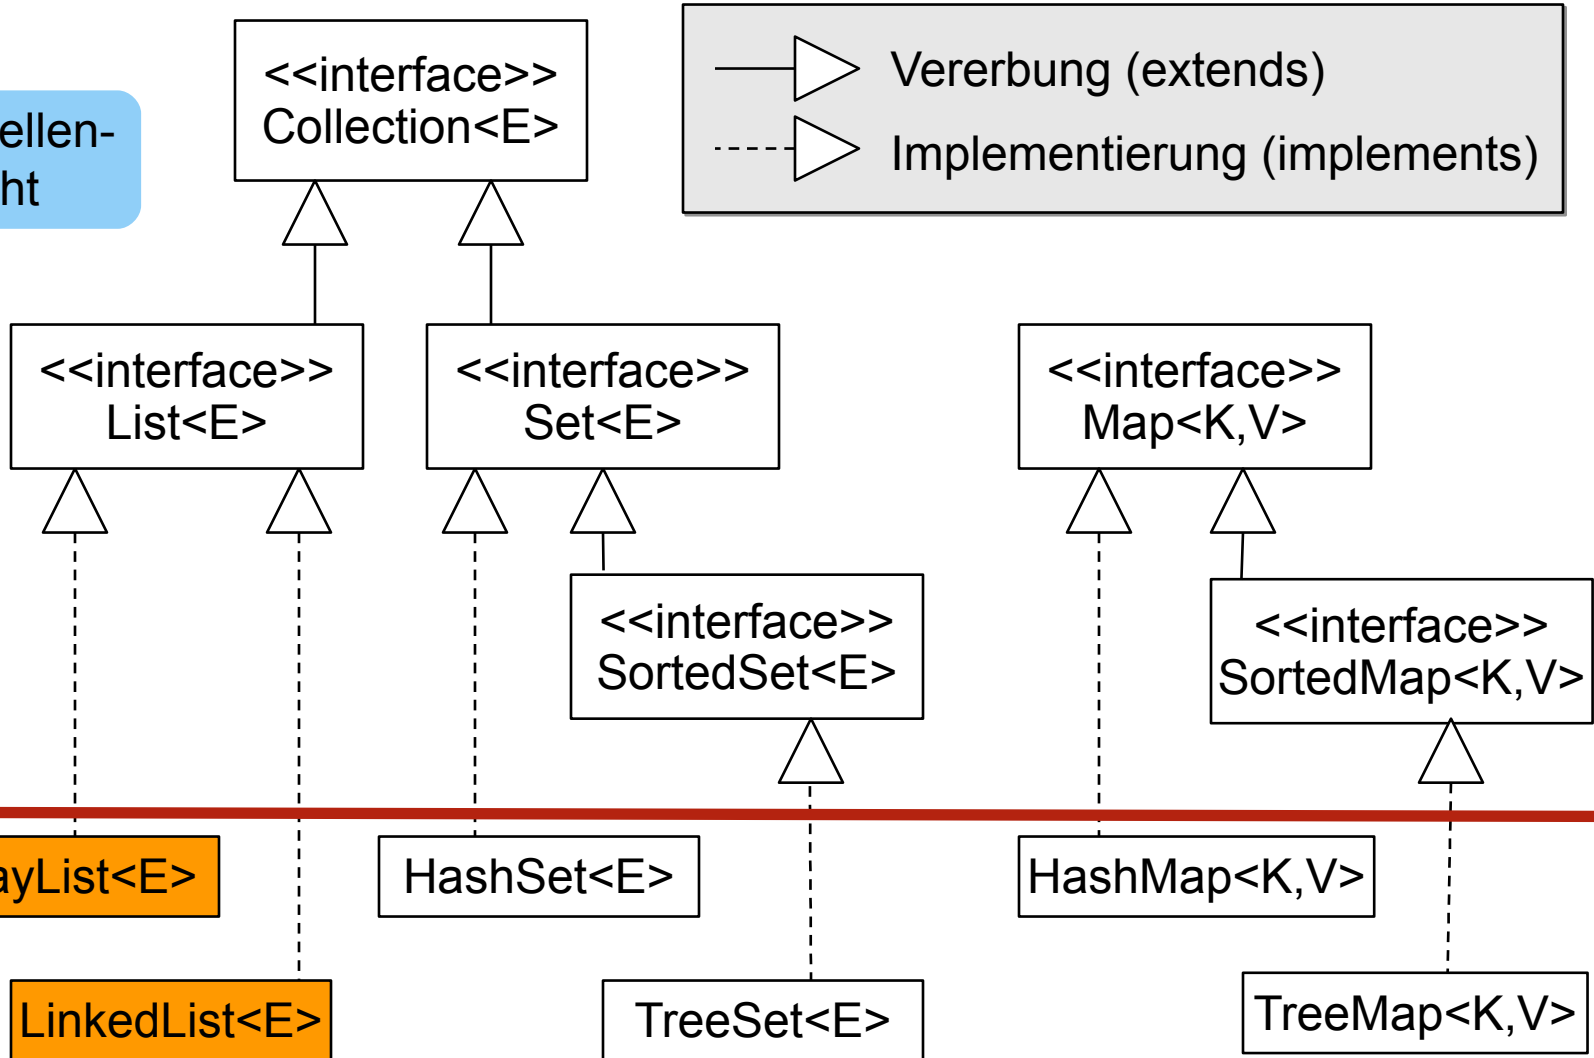 <<interface>>
Collection<E>
Vererbung (extends)
Implementierung (implements)
ellen-
ht
<<interface>>
List<E>
<<interface>>
Set<E>
<<interface>>
Map<K,V>
<<interface>>
SortedSet<E>
<<interface>>
SortedMap<K,V>
ayList<E>
HashSet<E>
HashMap<K,V>
LinkedList<E>
TreeSet<E>
TreeMap<K,V>